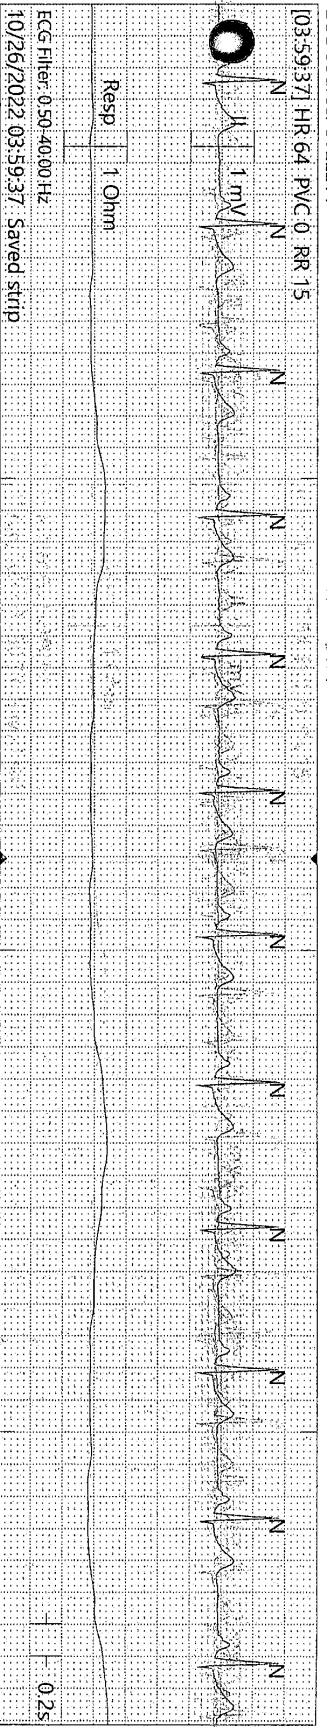 [03:59:37] HR 64 PVC 0 RR 15
N N N N N N N N N N N N
II 1 mV
Resp 1 Ohm
ECG Filter: 0.50-40.00 Hz 0.2s
10/26/2022 03:59:37 Saved strip